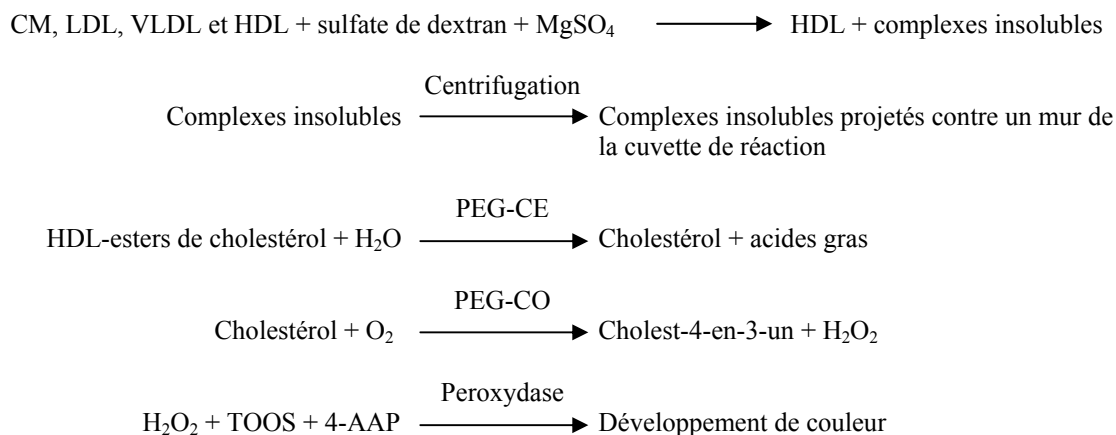 CM, LDL, VLDL et HDL + sulfate de dextran + MgSO₄ ⟶ HDL + complexes insolubles
Centrifugation
Complexes insolubles ⟶ Complexes insolubles projetés contre un mur de
la cuvette de réaction
PEG-CE
HDL-esters de cholestérol + H₂O ⟶ Cholestérol + acides gras
PEG-CO
Cholestérol + O₂ ⟶ Cholest-4-en-3-un + H₂O₂
Peroxydase
H₂O₂ + TOOS + 4-AAP ⟶ Développement de couleur